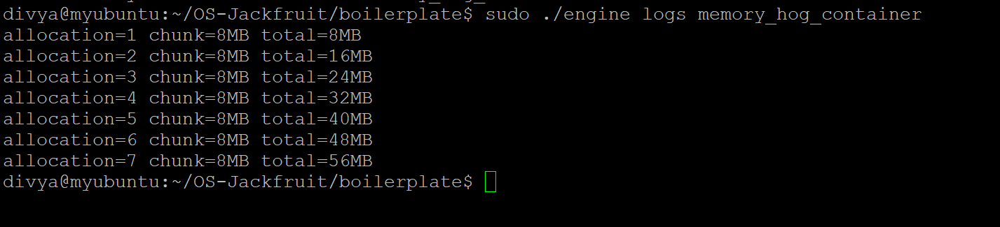 divya@myubuntu:~/OS-Jackfruit/boilerplate$ sudo ./engine logs memory_hog_container
allocation=1 chunk=8MB total=8MB
allocation=2 chunk=8MB total=16MB
allocation=3 chunk=8MB total=24MB
allocation=4 chunk=8MB total=32MB
allocation=5 chunk=8MB total=40MB
allocation=6 chunk=8MB total=48MB
allocation=7 chunk=8MB total=56MB
divya@myubuntu:~/OS-Jackfruit/boilerplate$